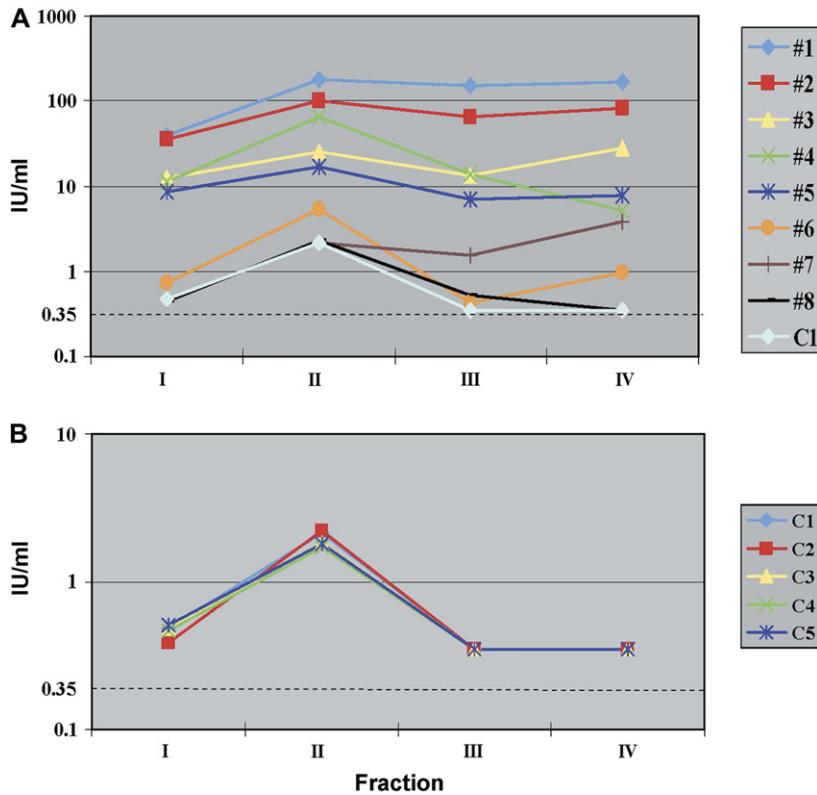 A
1000
100
10
1
0.35
0.1
IU/ml
I II III IV
#1
#2
#3
#4
#5
#6
#7
#8
C1
B
10
1
0.35
0.1
IU/ml
I II III IV
Fraction
C1
C2
C3
C4
C5